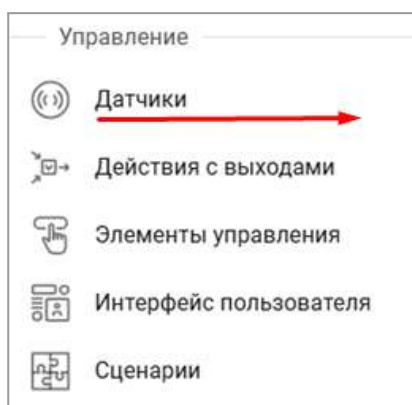 Управление
Датчики
Действия с выходами
Элементы управления
Интерфейс пользователя
Сценарии